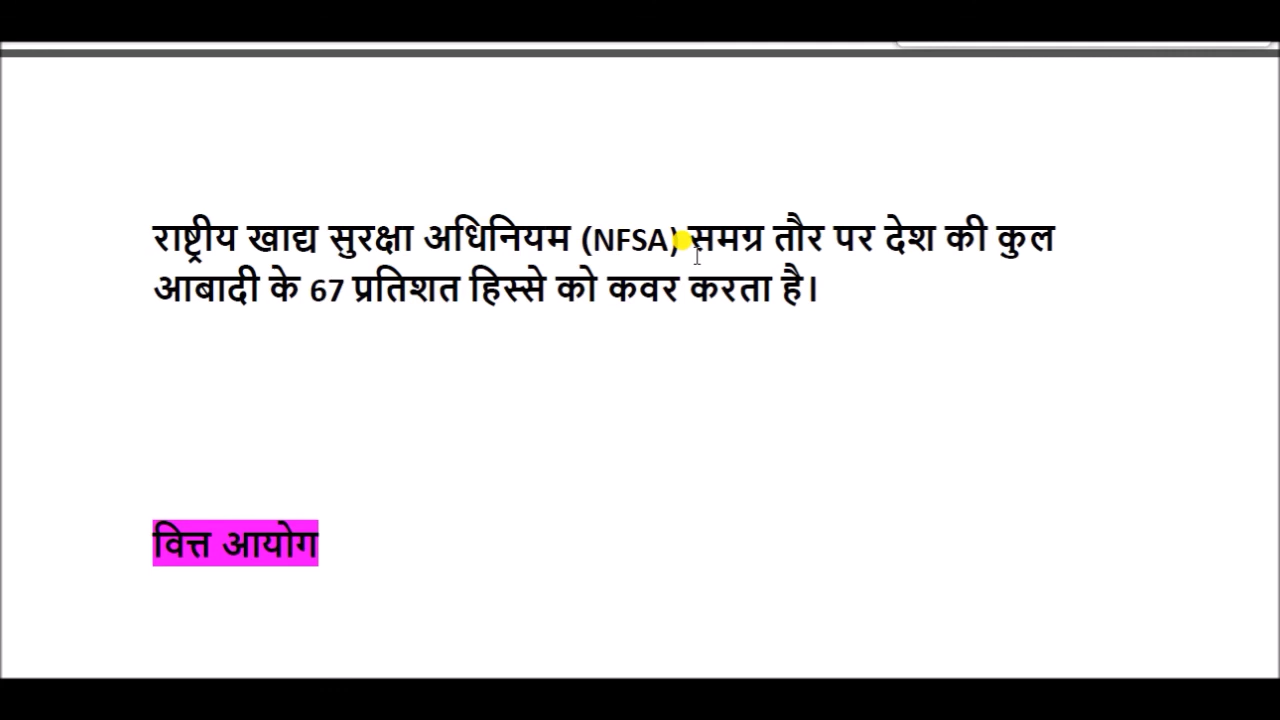 राष्ट्रीय खाद्य सुरक्षा अधिनियम (NFSA) समग्र तौर पर देश की कुल
आबादी के 67 प्रतिशत हिस्से को कवर करता है।
वित्त आयोग